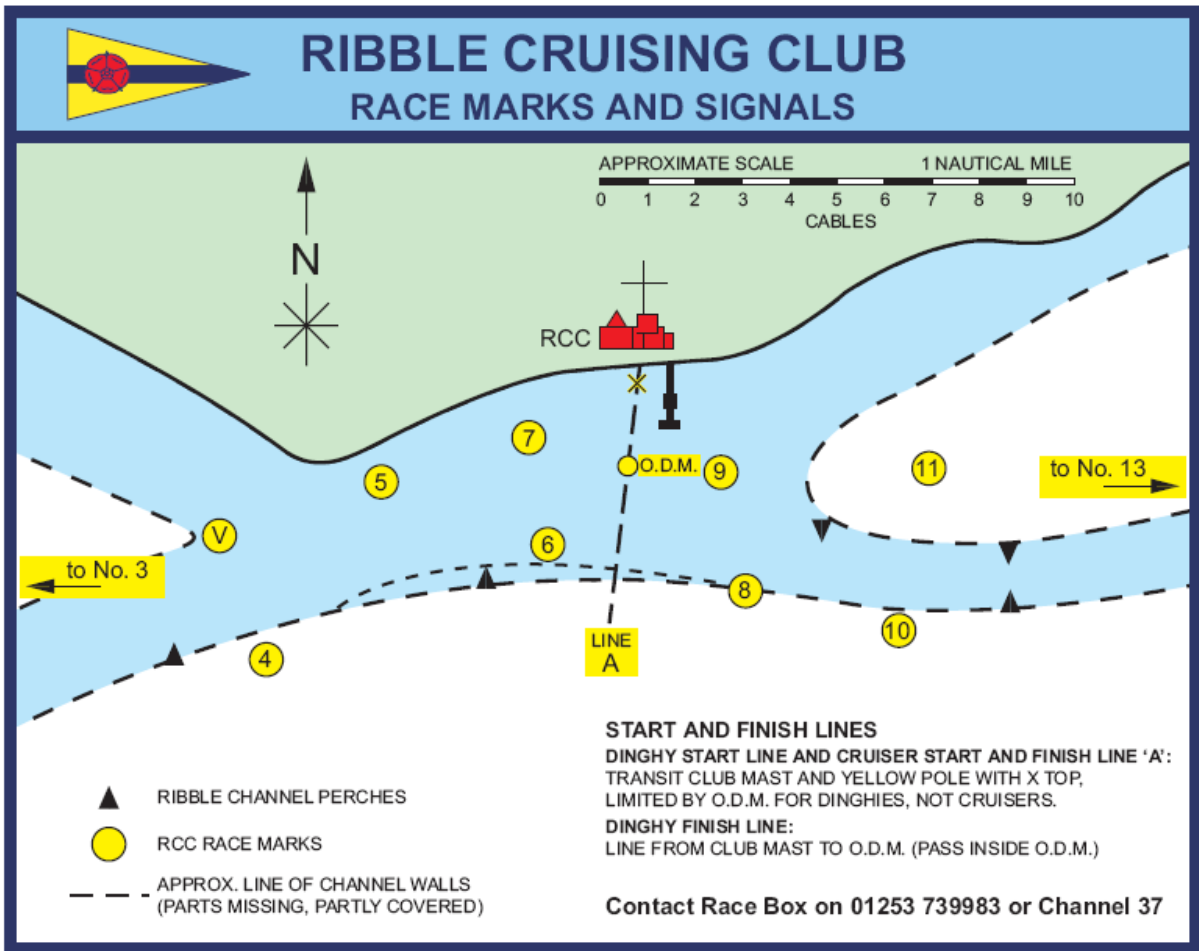 RIBBLE CRUISING CLUB
RACE MARKS AND SIGNALS
APPROXIMATE SCALE 1 NAUTICAL MILE
0 1 2 3 4 5 6 7 8 9 10
CABLES
N
RCC
7
5
O.D.M.
9
11
to No. 13
V
6
to No. 3
8
4
10
LINE
A
START AND FINISH LINES
DINGHY START LINE AND CRUISER START AND FINISH LINE ‘A’:
TRANSIT CLUB MAST AND YELLOW POLE WITH X TOP,
LIMITED BY O.D.M. FOR DINGHIES, NOT CRUISERS.
DINGHY FINISH LINE:
LINE FROM CLUB MAST TO O.D.M. (PASS INSIDE O.D.M.)
Contact Race Box on 01253 739983 or Channel 37
RIBBLE CHANNEL PERCHES
RCC RACE MARKS
APPROX. LINE OF CHANNEL WALLS
(PARTS MISSING, PARTLY COVERED)